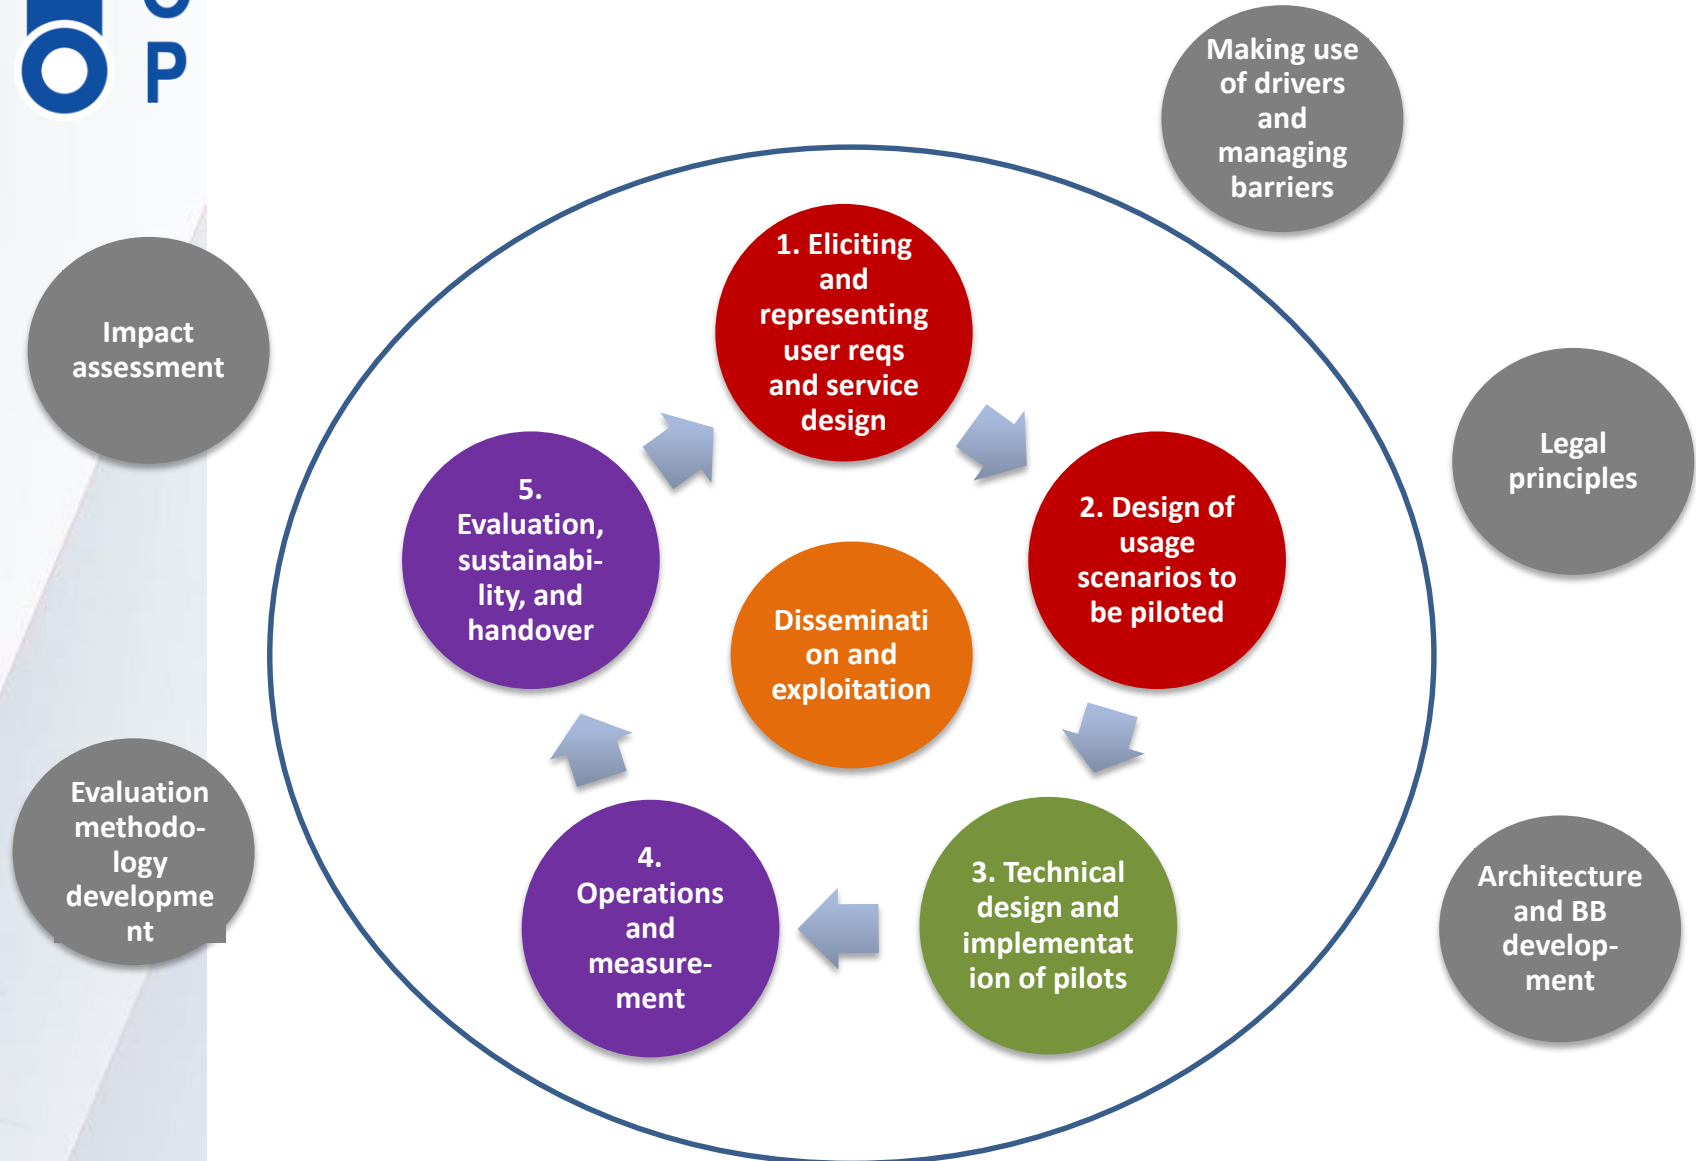 O
P
Making use
of drivers
and
managing
barriers
1. Eliciting
and
representing
user reqs
and service
design
Impact
assessment
Legal
principles
5.
Evaluation,
sustainabi-
lity, and
handover
2. Design of
usage
scenarios to
be piloted
Disseminati
on and
exploitation
Evaluation
methodo-
logy
developme
nt
4.
Operations
and
measure-
ment
3. Technical
design and
implementat
ion of pilots
Architecture
and BB
develop-
ment